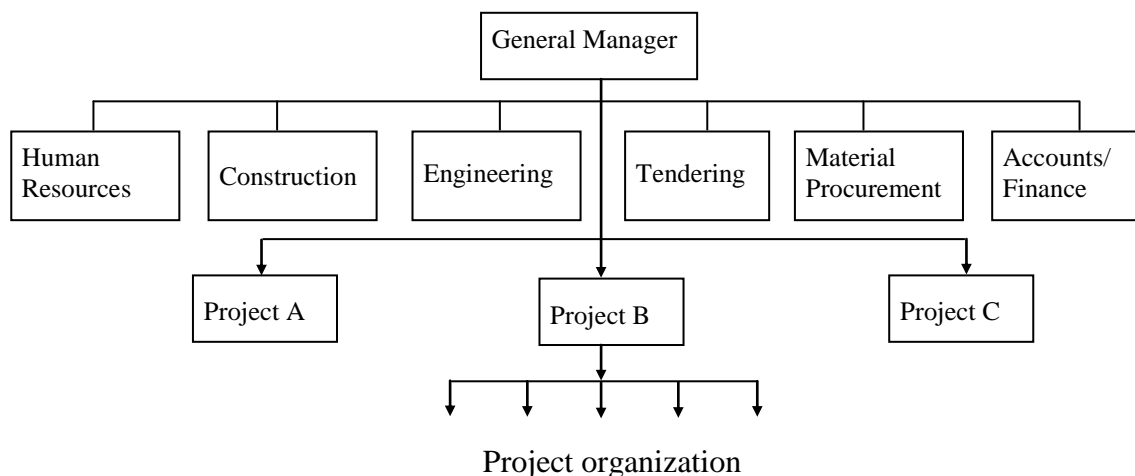 General Manager
Human
Resources
Construction
Engineering
Tendering
Material
Procurement
Accounts/
Finance
Project A
Project B
Project C
Project organization